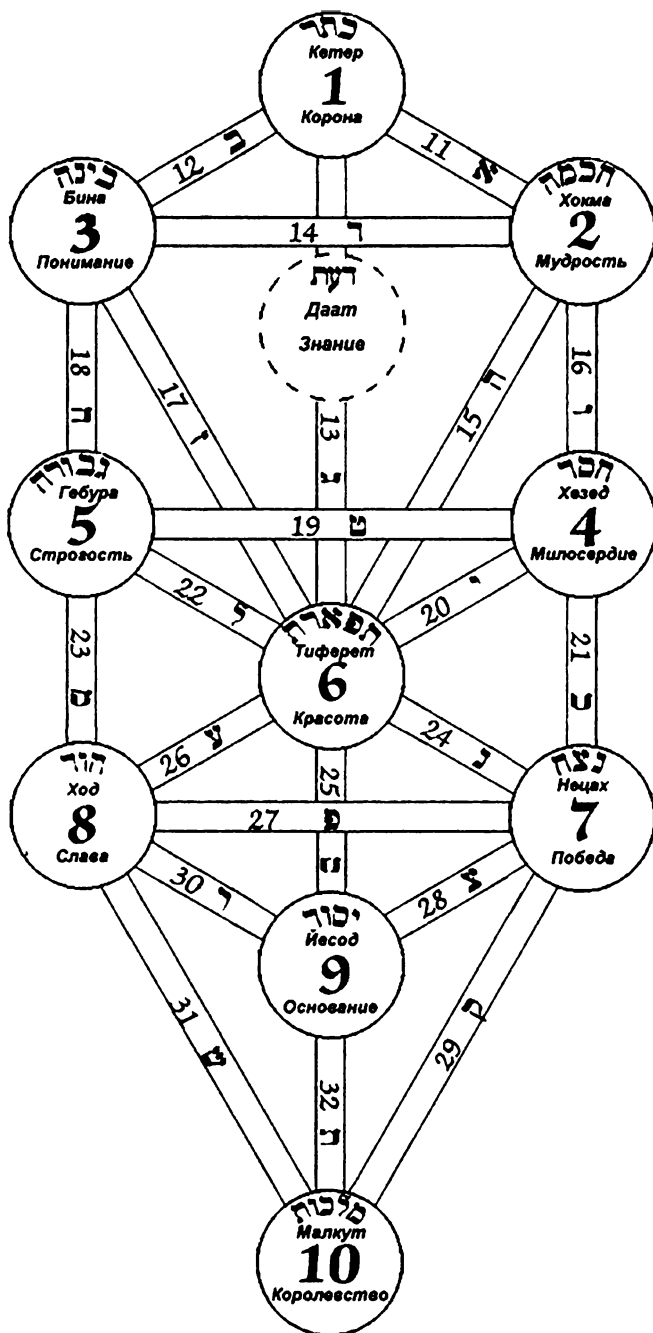 כתר
Кетер
1
Корона
12 ב
11 א
בינה
Бина
3
Понимание
חכמה
Хокма
2
Мудрость
14 ד
דעת
Даат
Знание
18 ח
17 ז
13 ג
15 ה
16 ו
גבורה
Гебура
5
Строгость
19 ט
חסד
Хезед
4
Милосердие
22 ל
20 י
תפארת
Тиферет
6
Красота
23 מ
21
26 ע
24 נ
25
הוד
Ход
8
Слава
27 פ
נצח
Нецах
7
Победа
30 ר
28 צ
יסוד
Йесод
9
Основание
31 ש
32 ת
29 ק
מלכות
Малкут
10
Королевство